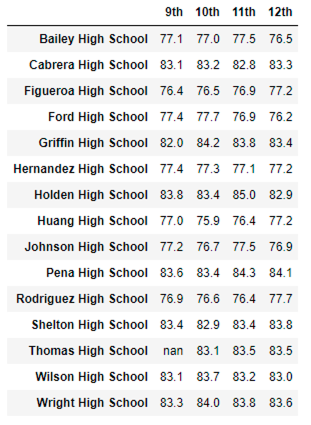 9th 10th 11th 12th
Bailey High School 77.1 77.0 77.5 76.5
Cabrera High School 83.1 83.2 82.8 83.3
Figueroa High School 76.4 76.5 76.9 77.2
Ford High School 77.4 77.7 76.9 76.2
Griffin High School 82.0 84.2 83.8 83.4
Hernandez High School 77.4 77.3 77.1 77.2
Holden High School 83.8 83.4 85.0 82.9
Huang High School 77.0 75.9 76.4 77.2
Johnson High School 77.2 76.7 77.5 76.9
Pena High School 83.6 83.4 84.3 84.1
Rodriguez High School 76.9 76.6 76.4 77.7
Shelton High School 83.4 82.9 83.4 83.8
Thomas High School nan 83.1 83.5 83.5
Wilson High School 83.1 83.7 83.2 83.0
Wright High School 83.3 84.0 83.8 83.6